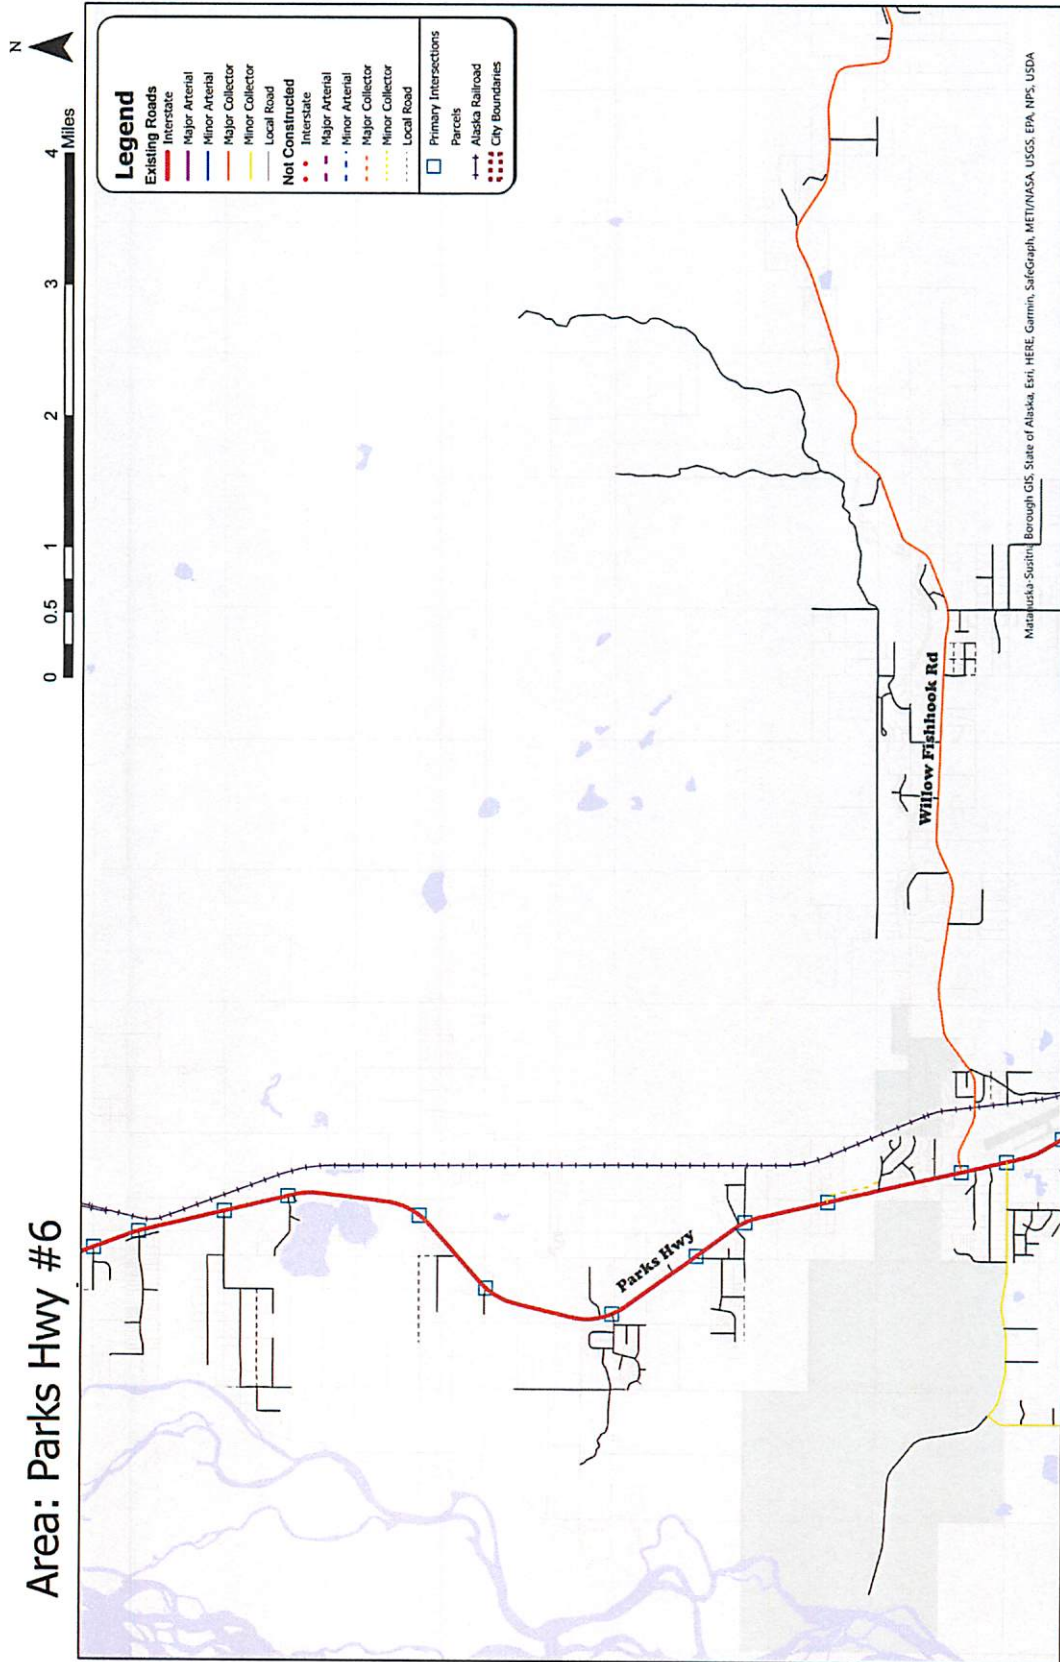 Area: Parks Hwy #6
0 0.5 1 2 3 4
Miles
N
Legend
Existing Roads
Interstate
Major Arterial
Minor Arterial
Major Collector
Minor Collector
Local Road
Not Constructed
Interstate
Major Arterial
Minor Arterial
Major Collector
Minor Collector
Local Road
Primary Intersections
Parcels
Alaska Railroad
City Boundaries
Parks Hwy
Willow Fishhook Rd
Matanuska-Susitna Borough GIS, State of Alaska, Esri, HERE, Garmin, SafeGraph, METI/NASA, USGS, EPA, NPS, USDA